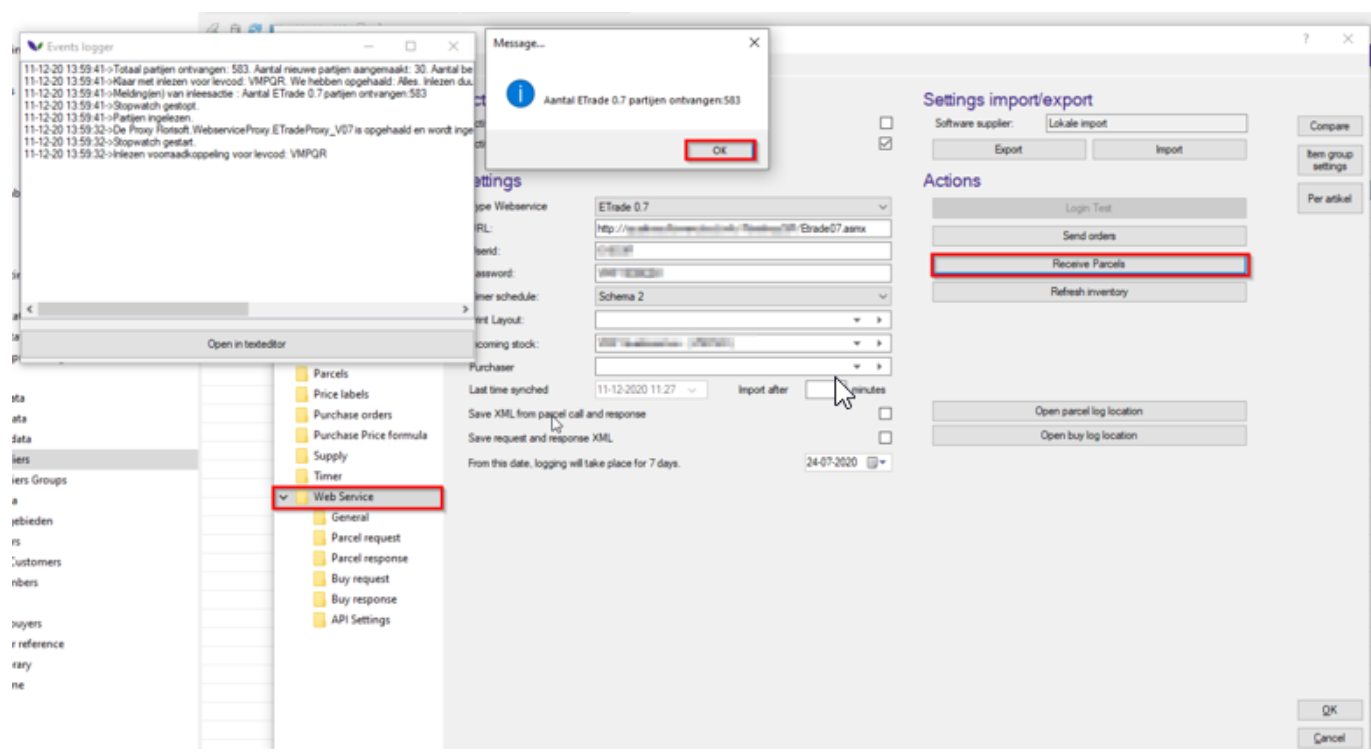 Events logger
11-12-20 13:59:41->Totaal partijen ontvangen: 583. Aantal nieuwe partijen aangemaakt: 30. Aantal be
11-12-20 13:59:41->Klaar met inlezen voor levcod: VMPQR. We hebben opgehaald: Alles. Inlezen duu
11-12-20 13:59:41->Melding(en) van inleesactie : Aantal ETrade 0.7 partijen ontvangen:583
11-12-20 13:59:41->Stopwatch gestopt.
11-12-20 13:59:41->Partijen ingelezen.
11-12-20 13:59:32->De Proxy Florisoft.WebserviceProxy.ETradeProxy_V07 is opgehaald en wordt inge
11-12-20 13:59:32->Stopwatch gestart.
11-12-20 13:59:32->Inlezen voorraadkoppeling voor levcod: VMPQR
Open in texteditor
Message...
Aantal ETrade 0.7 partijen ontvangen:583
OK
ettings
ype Webservice
ETrade 0.7
RL:
http://
/Etrade07.asmx
serid:
assword:
imer schedule:
Schema 2
rint Layout:
coming stock:
Purchaser
Last time synched
11-12-2020 11:27
Import after
minutes
Save XML from parcel call and response
Save request and response XML
From this date, logging will take place for 7 days.
24-07-2020
Settings import/export
Software supplier:
Lokale import
Export
Import
Actions
Login Test
Send orders
Receive Parcels
Refresh inventory
Open parcel log location
Open buy log location
Compare
Item group
settings
Per artikel
OK
Cancel
Parcels
Price labels
Purchase orders
Purchase Price formula
Supply
Timer
Web Service
General
Parcel request
Parcel response
Buy request
Buy response
API Settings
ata
ata
data
iers
iers Groups
a
gebieden
rs
Customers
mbers
buyers
r reference
rary
ne